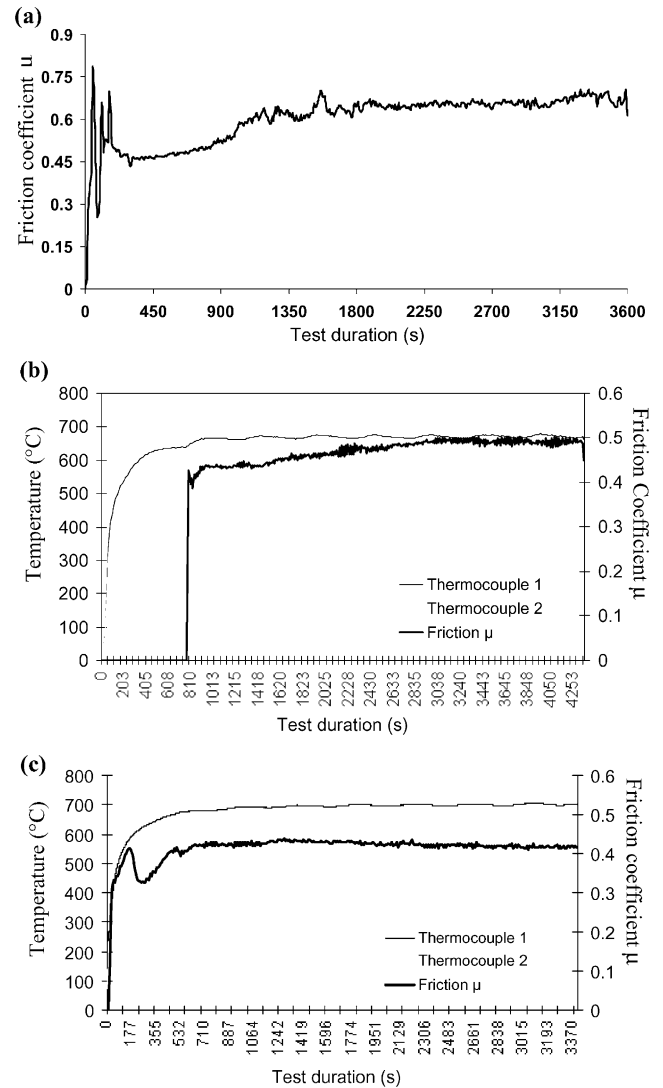 (a)
Friction coefficient μ
0.9
0.75
0.6
0.45
0.3
0.15
0
0 450 900 1350 1800 2250 2700 3150 3600
Test duration (s)
(b)
Temperature (°C)
800
700
600
500
400
300
200
100
0
0.6
0.5
0.4
0.3
0.2
0.1
0
Friction Coefficient μ
Thermocouple 1
Thermocouple 2
Friction μ
0 203 405 608 810 1013 1215 1418 1620 1823 2025 2228 2430 2633 2835 3038 3240 3443 3645 3848 4050 4253
Test duration (s)
(c)
Temperature (°C)
800
700
600
500
400
300
200
100
0
0.6
0.5
0.4
0.3
0.2
0.1
0
Friction coefficient μ
Thermocouple 1
Thermocouple 2
Friction μ
0 177 355 532 710 887 1064 1242 1419 1596 1774 1951 2129 2306 2483 2661 2838 3015 3193 3370
Test duration (s)